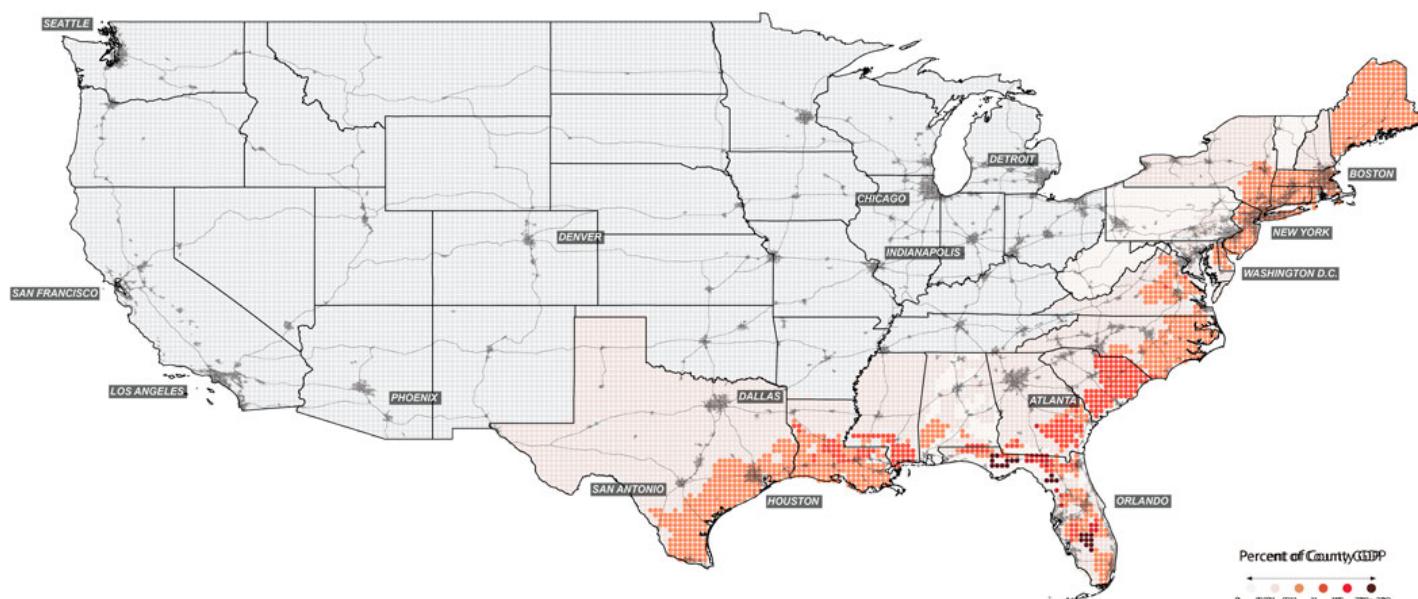 SEATTLE
DETROIT
BOSTON
CHICAGO
NEW YORK
DENVER
INDIANAPOLIS
WASHINGTON D.C.
SAN FRANCISCO
LOS ANGELES
PHOENIX
DALLAS
ATLANTA
SAN ANTONIO
HOUSTON
ORLANDO
Percent of County GDP